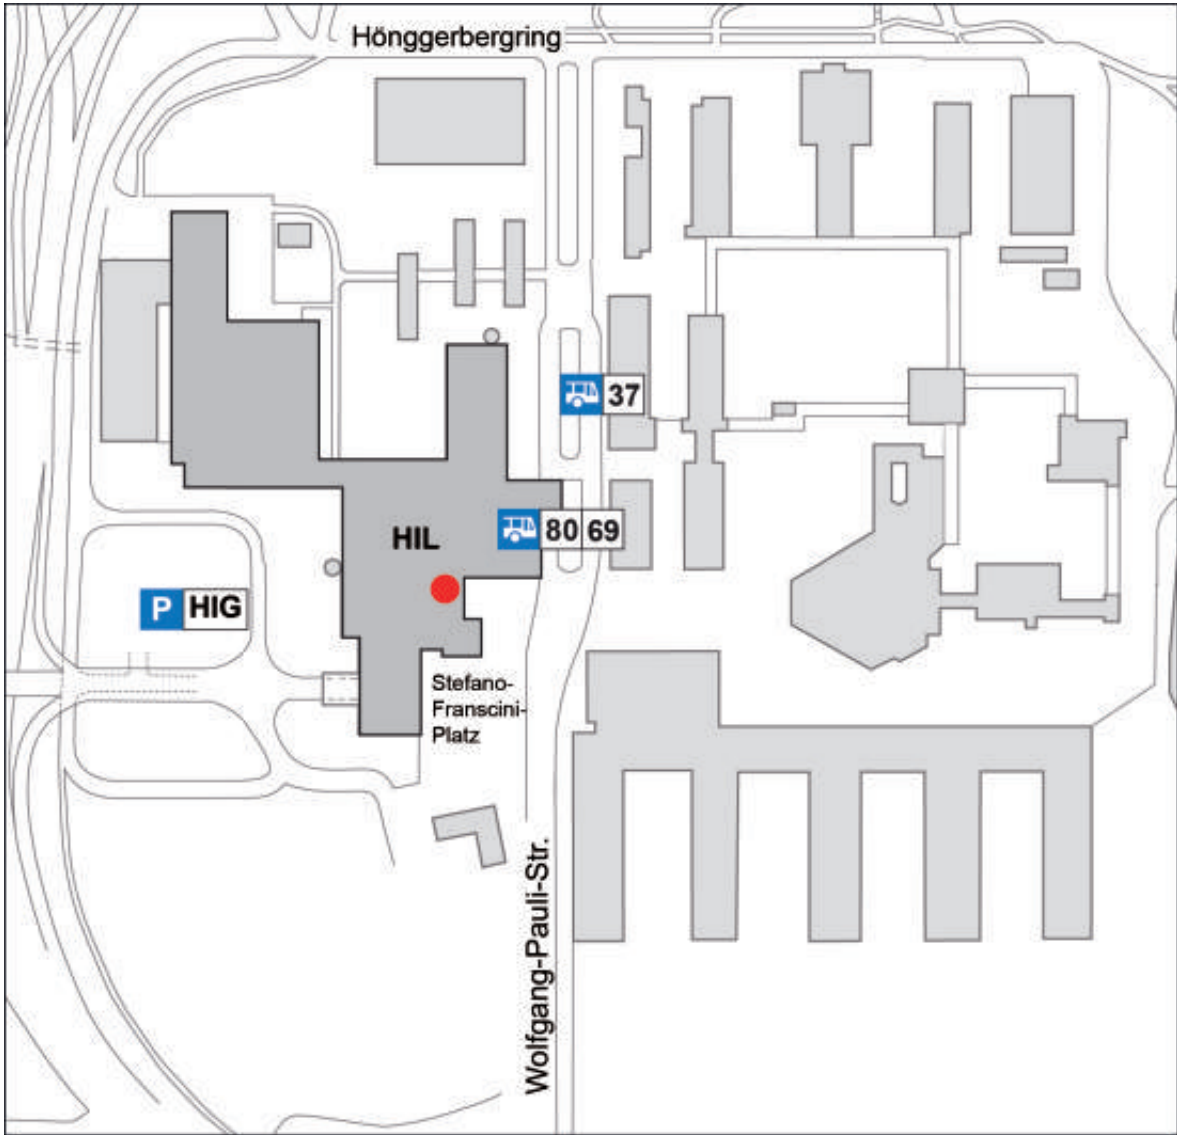 Hönggerbergring
37
80 69
HIL
P HIG
Stefano-
Franscini-
Platz
Wolfgang-Pauli-Str.